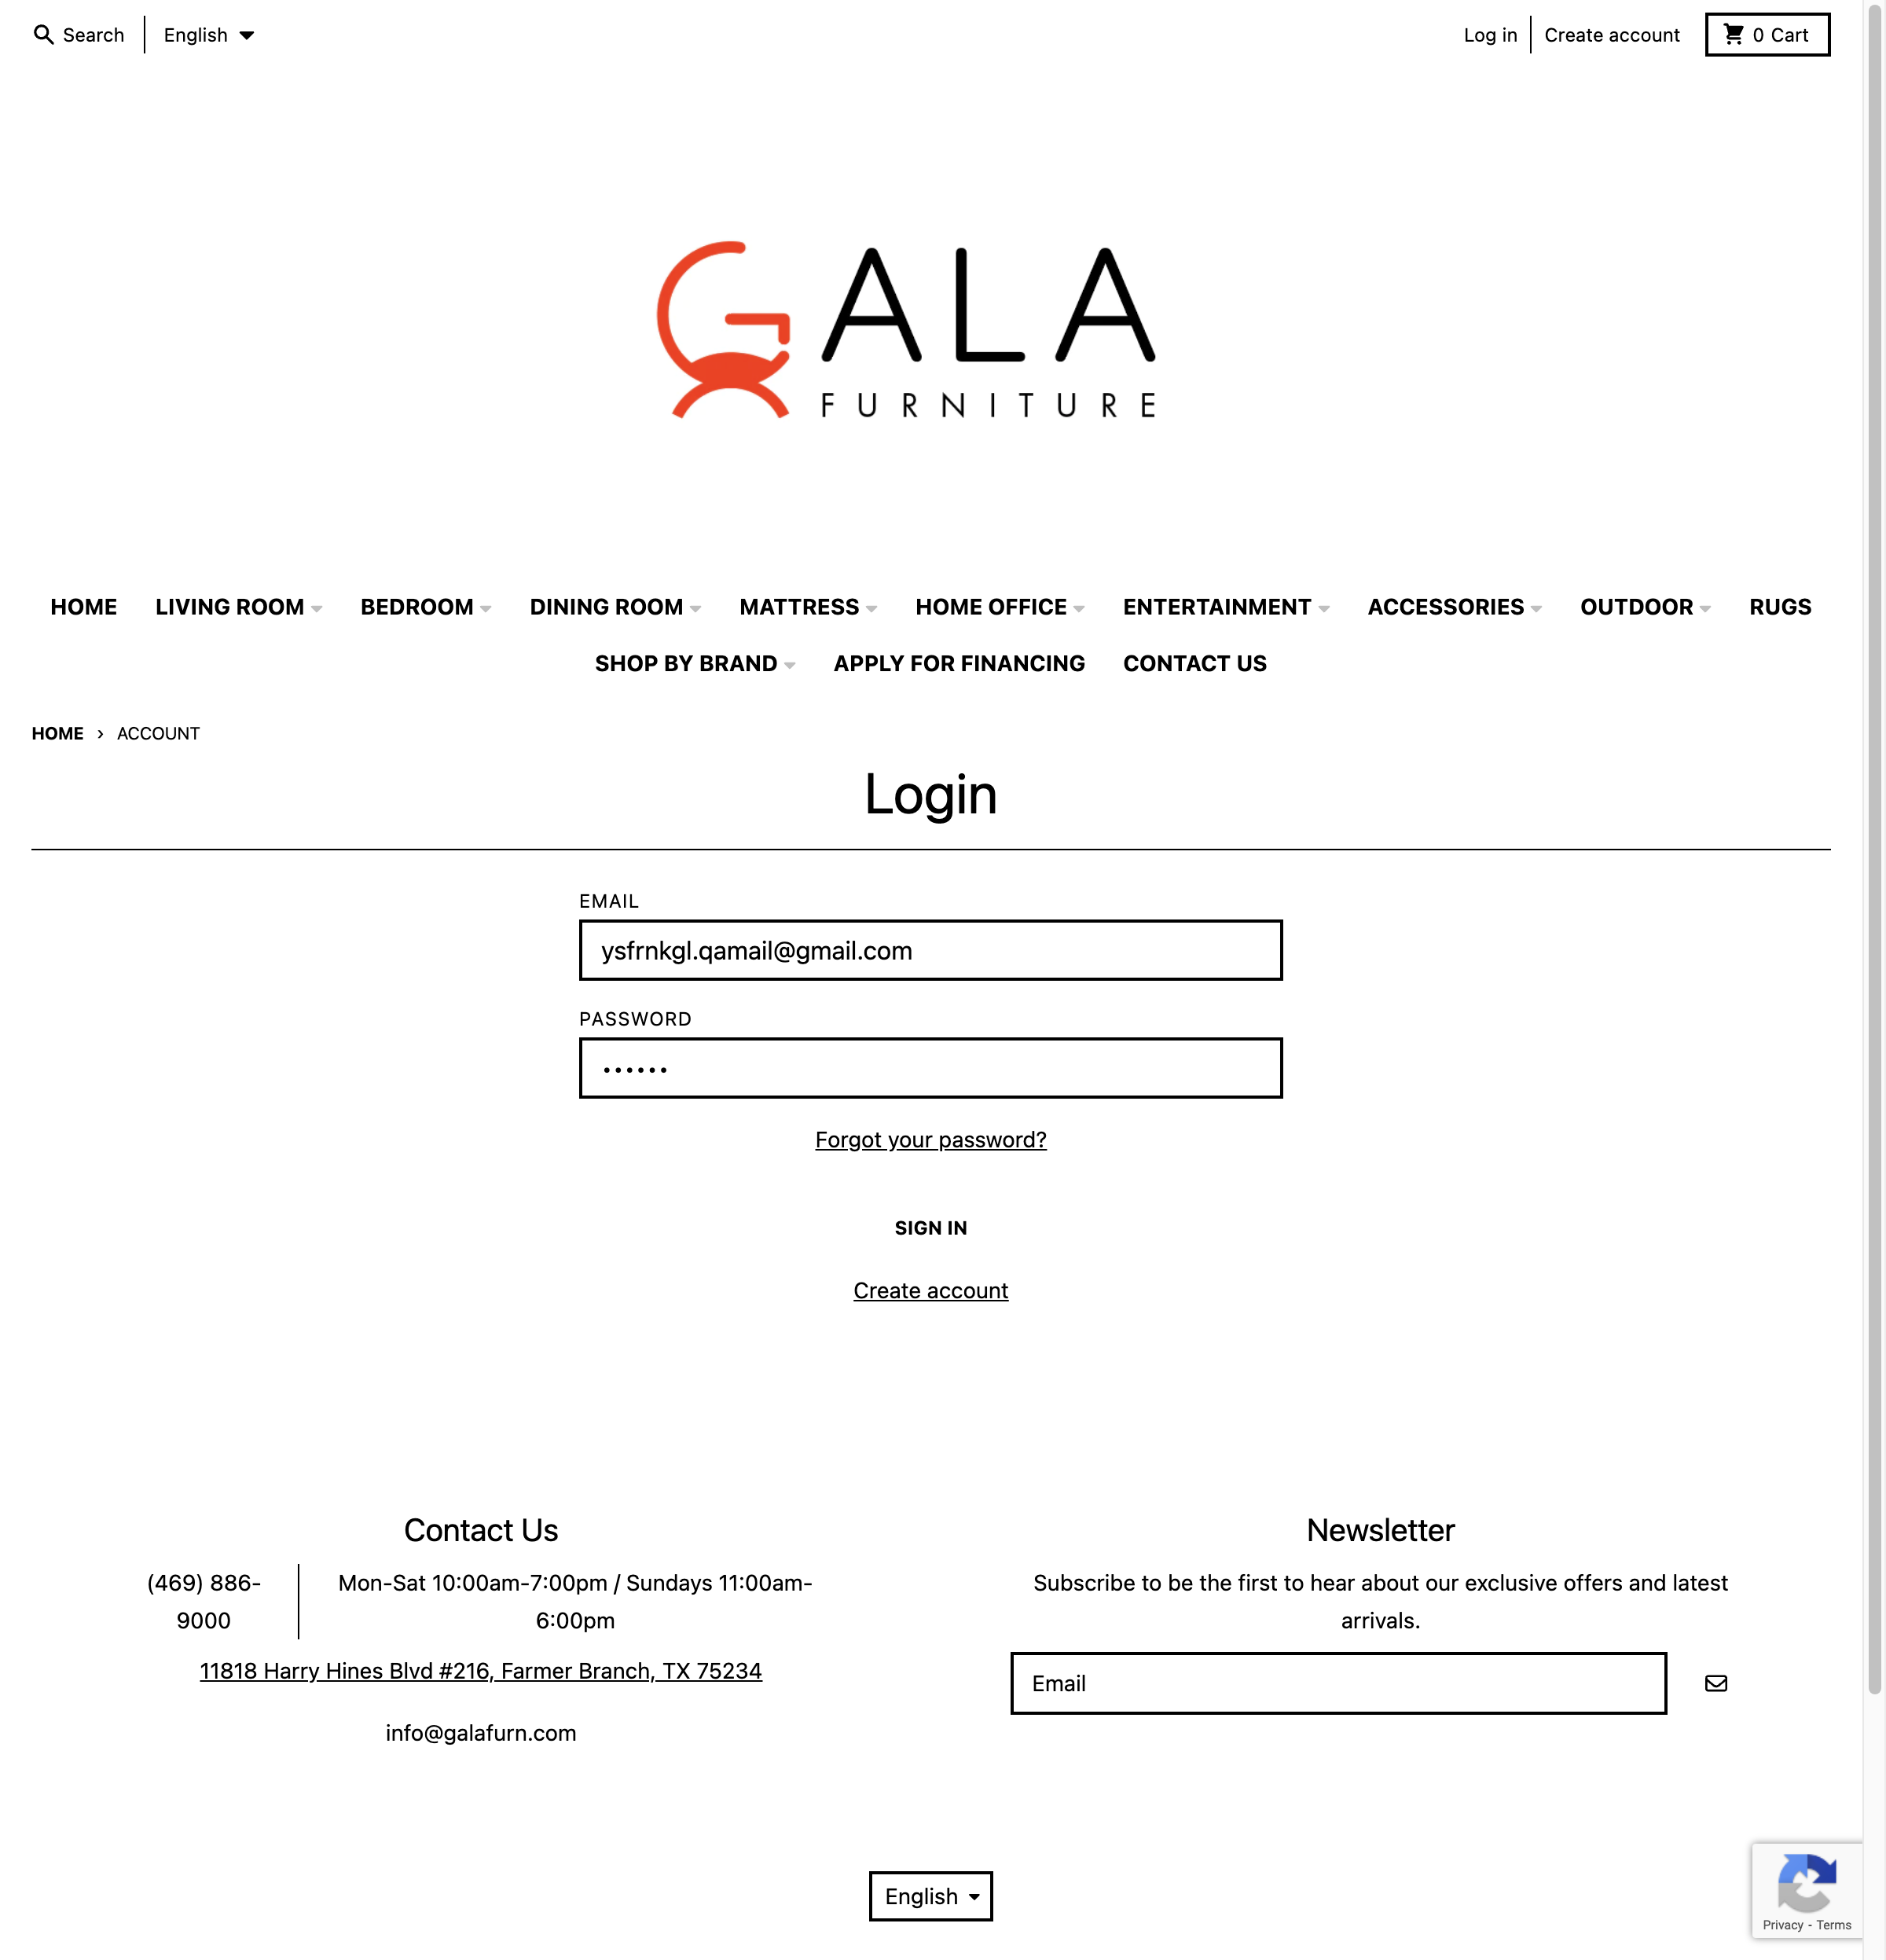 Search
English
Log in
Create account
0 Cart
GALA
FURNITURE
HOME LIVING ROOM BEDROOM DINING ROOM MATTRESS HOME OFFICE ENTERTAINMENT ACCESSORIES OUTDOOR RUGS
SHOP BY BRAND APPLY FOR FINANCING CONTACT US
HOME › ACCOUNT
Login
EMAIL
ysfrnkgl.qamail@gmail.com
PASSWORD
••••••
Forgot your password?
SIGN IN
Create account
Contact Us
(469) 886-
9000
Mon-Sat 10:00am-7:00pm / Sundays 11:00am-
6:00pm
11818 Harry Hines Blvd #216, Farmer Branch, TX 75234
info@galafurn.com
Newsletter
Subscribe to be the first to hear about our exclusive offers and latest
arrivals.
Email
English
Privacy - Terms